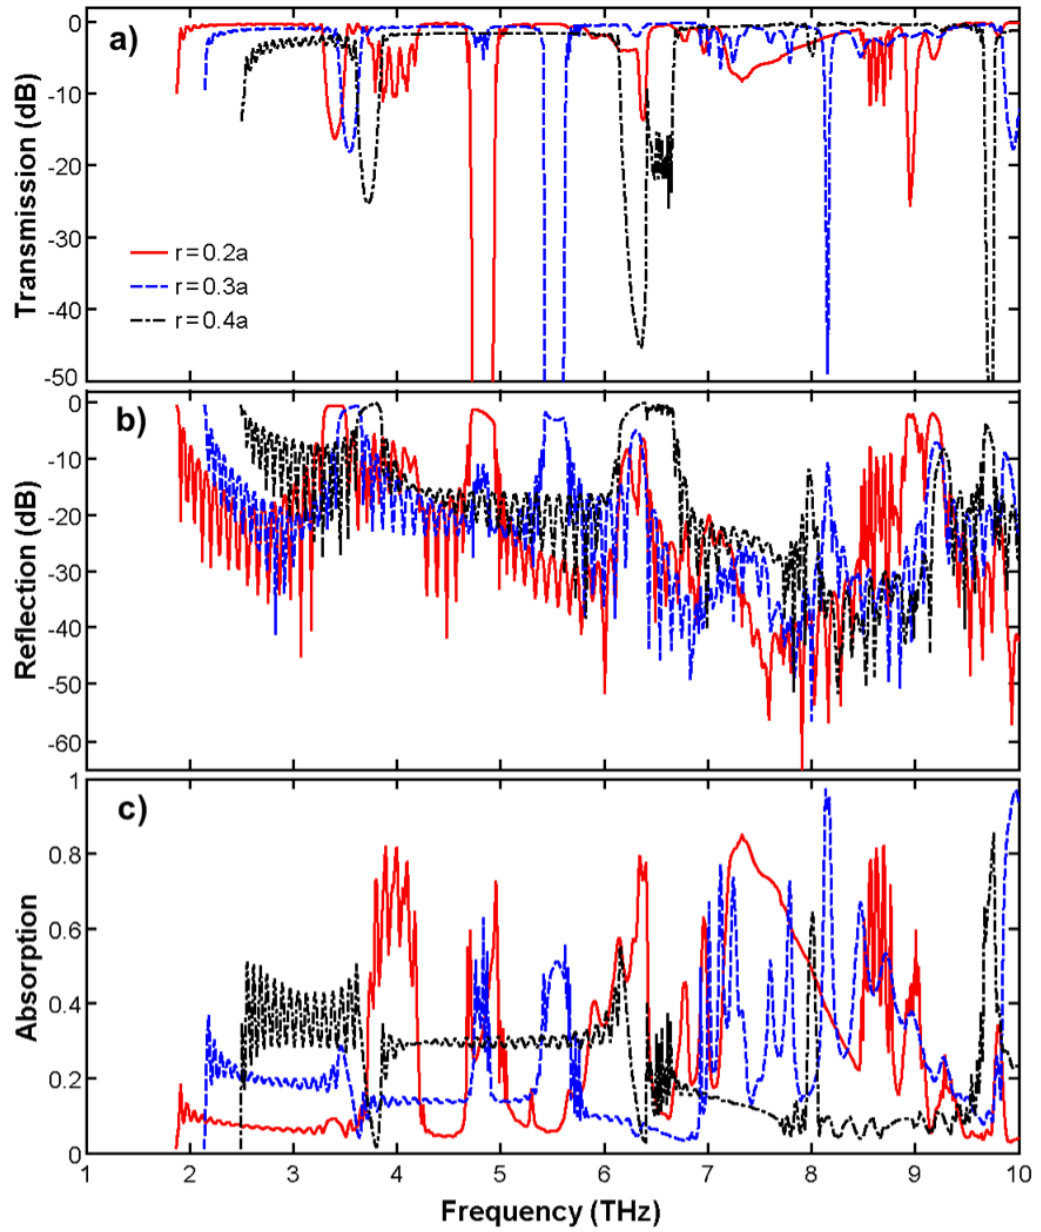 a)
0
-10
-20
-30
-40
-50
Transmission (dB)
r = 0.2a
r = 0.3a
r = 0.4a
b)
0
-10
-20
-30
-40
-50
-60
Reflection (dB)
c)
1
0.8
0.6
0.4
0.2
0
Absorption
1 2 3 4 5 6 7 8 9 10
Frequency (THz)